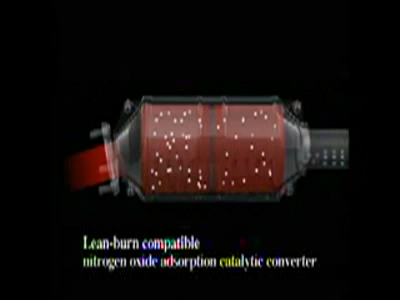 Lean-burn compatible
nitrogen oxide adsorption catalytic converter